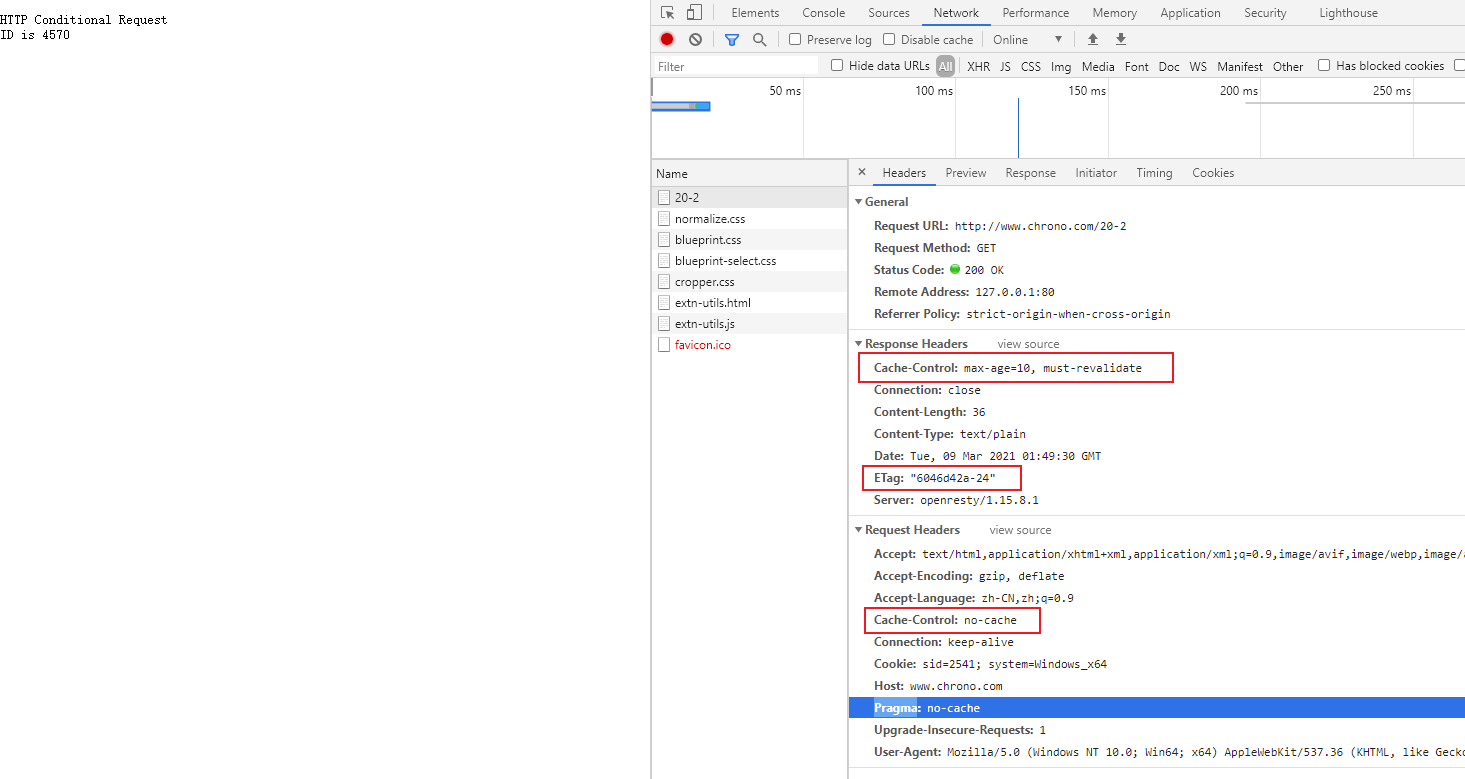 HTTP Conditional Request
ID is 4570
Elements Console Sources Network Performance Memory Application Security Lighthouse
Preserve log Disable cache Online
Filter Hide data URLs All XHR JS CSS Img Media Font Doc WS Manifest Other Has blocked cookies
50 ms 100 ms 150 ms 200 ms 250 ms
Name
20-2
normalize.css
blueprint.css
blueprint-select.css
cropper.css
extn-utils.html
extn-utils.js
favicon.ico
× Headers Preview Response Initiator Timing Cookies
General
Request URL: http://www.chrono.com/20-2
Request Method: GET
Status Code: 200 OK
Remote Address: 127.0.0.1:80
Referrer Policy: strict-origin-when-cross-origin
Response Headers view source
Cache-Control: max-age=10, must-revalidate
Connection: close
Content-Length: 36
Content-Type: text/plain
Date: Tue, 09 Mar 2021 01:49:30 GMT
ETag: "6046d42a-24"
Server: openresty/1.15.8.1
Request Headers view source
Accept: text/html,application/xhtml+xml,application/xml;q=0.9,image/avif,image/webp,image/a
Accept-Encoding: gzip, deflate
Accept-Language: zh-CN,zh;q=0.9
Cache-Control: no-cache
Connection: keep-alive
Cookie: sid=2541; system=Windows_x64
Host: www.chrono.com
Pragma: no-cache
Upgrade-Insecure-Requests: 1
User-Agent: Mozilla/5.0 (Windows NT 10.0; Win64; x64) AppleWebKit/537.36 (KHTML, like Gecko